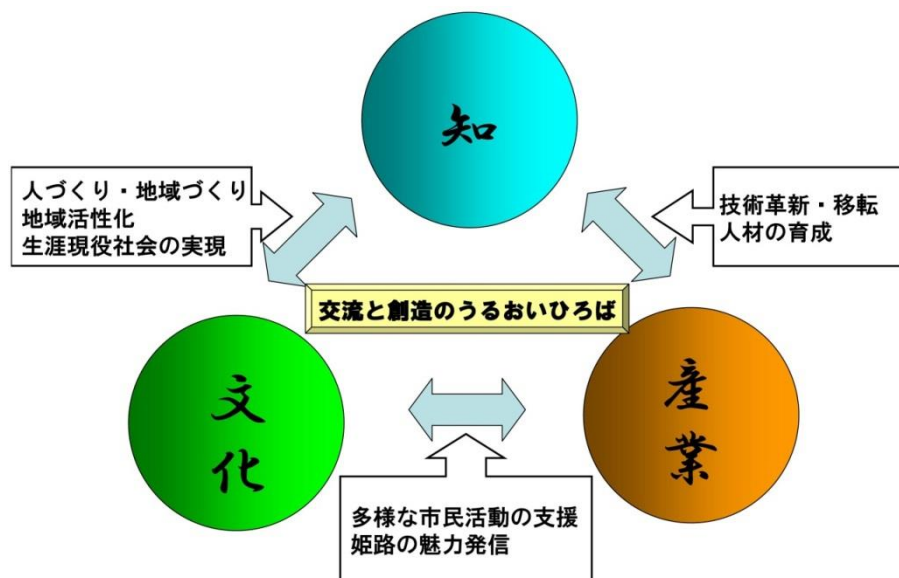 知
人づくり・地域づくり
地域活性化
生涯現役社会の実現
技術革新・移転
人材の育成
交流と創造のうるおいひろば
文化
産業
多様な市民活動の支援
姫路の魅力発信